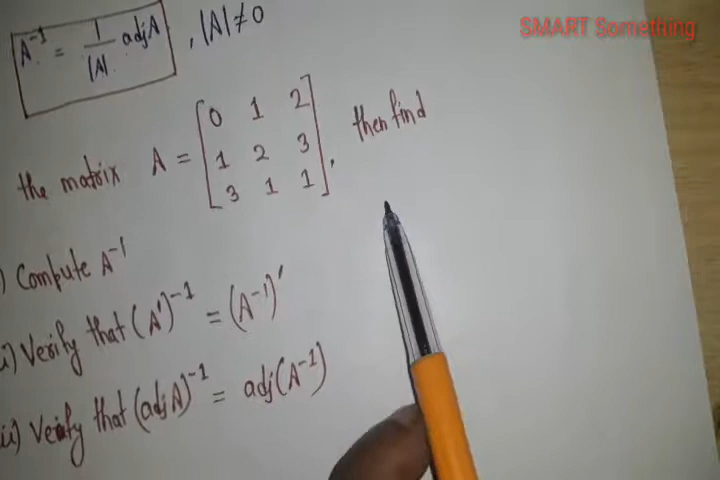 SMART Something
A⁻¹ = 1/|A| adjA , |A| ≠ 0
the matrix A = [0 1 2
1 2 3
3 1 1], then find
) Compute A⁻¹
i) Verify that (A')⁻¹ = (A⁻¹)'
ii) Verify that (adjA)⁻¹ = adj(A⁻¹)